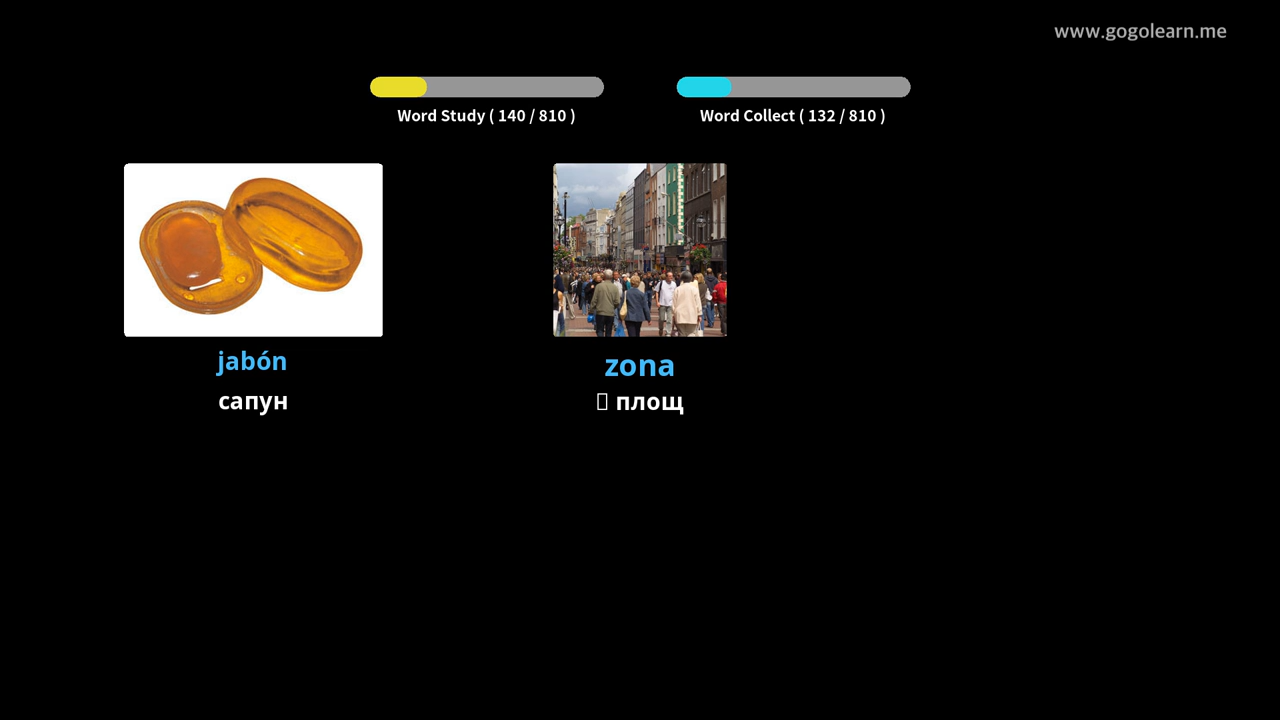 www.gogolearn.me
Word Study ( 140 / 810 )
Word Collect ( 132 / 810 )
jabón
сапун
zona
площ